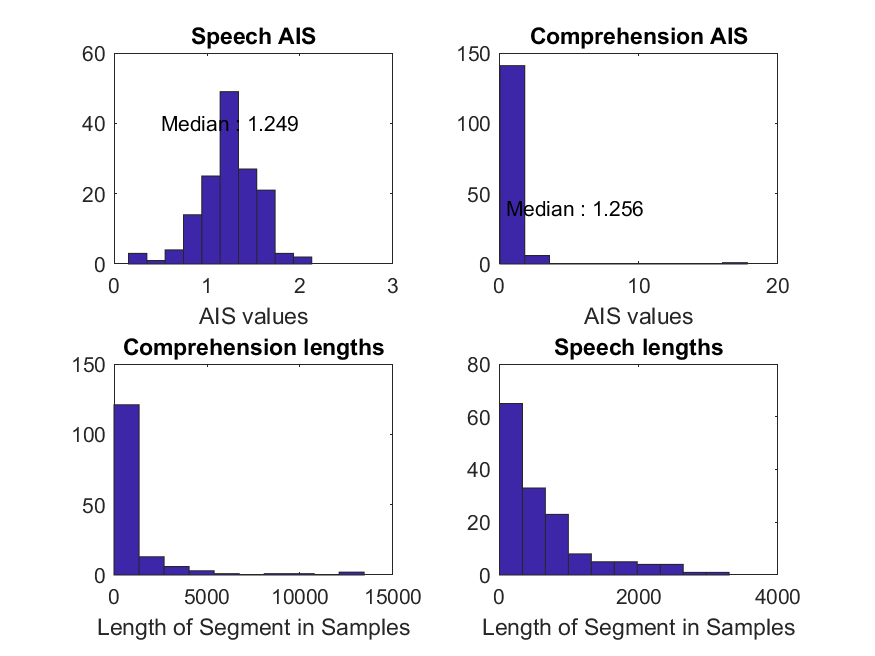 Speech AIS
60
40
20
0
Median : 1.249
0 1 2 3
AIS values
Comprehension AIS
150
100
50
0
Median : 1.256
0 10 20
AIS values
Comprehension lengths
150
100
50
0
0 5000 10000 15000
Length of Segment in Samples
Speech lengths
80
60
40
20
0
0 2000 4000
Length of Segment in Samples